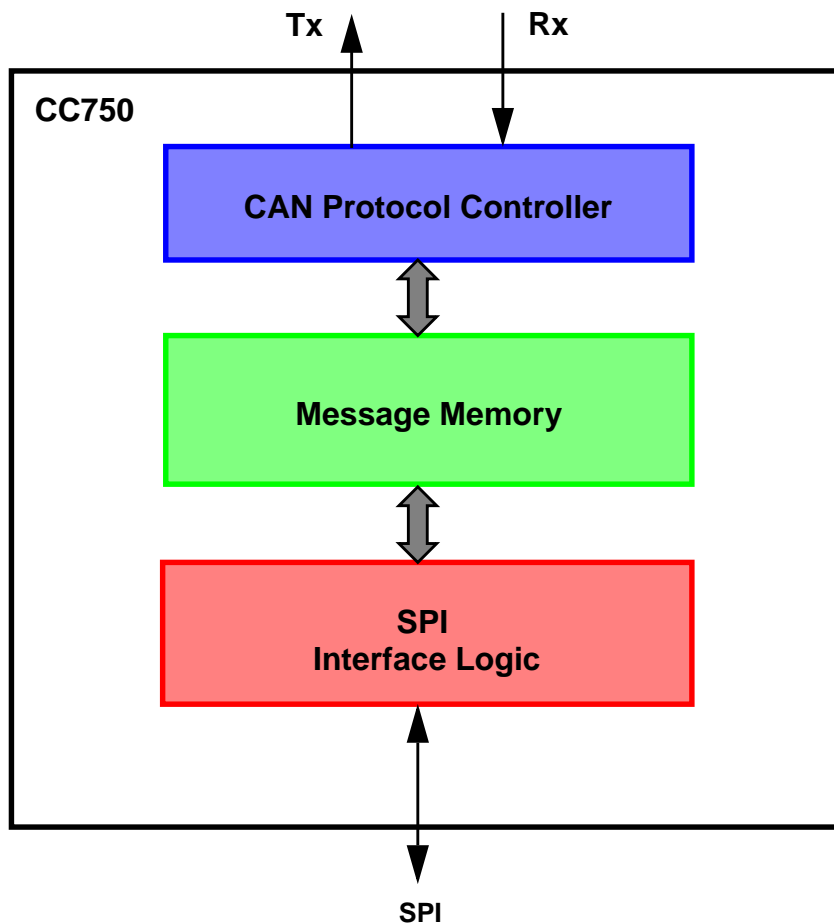 Tx
Rx
CC750
CAN Protocol Controller
Message Memory
SPI
Interface Logic
SPI